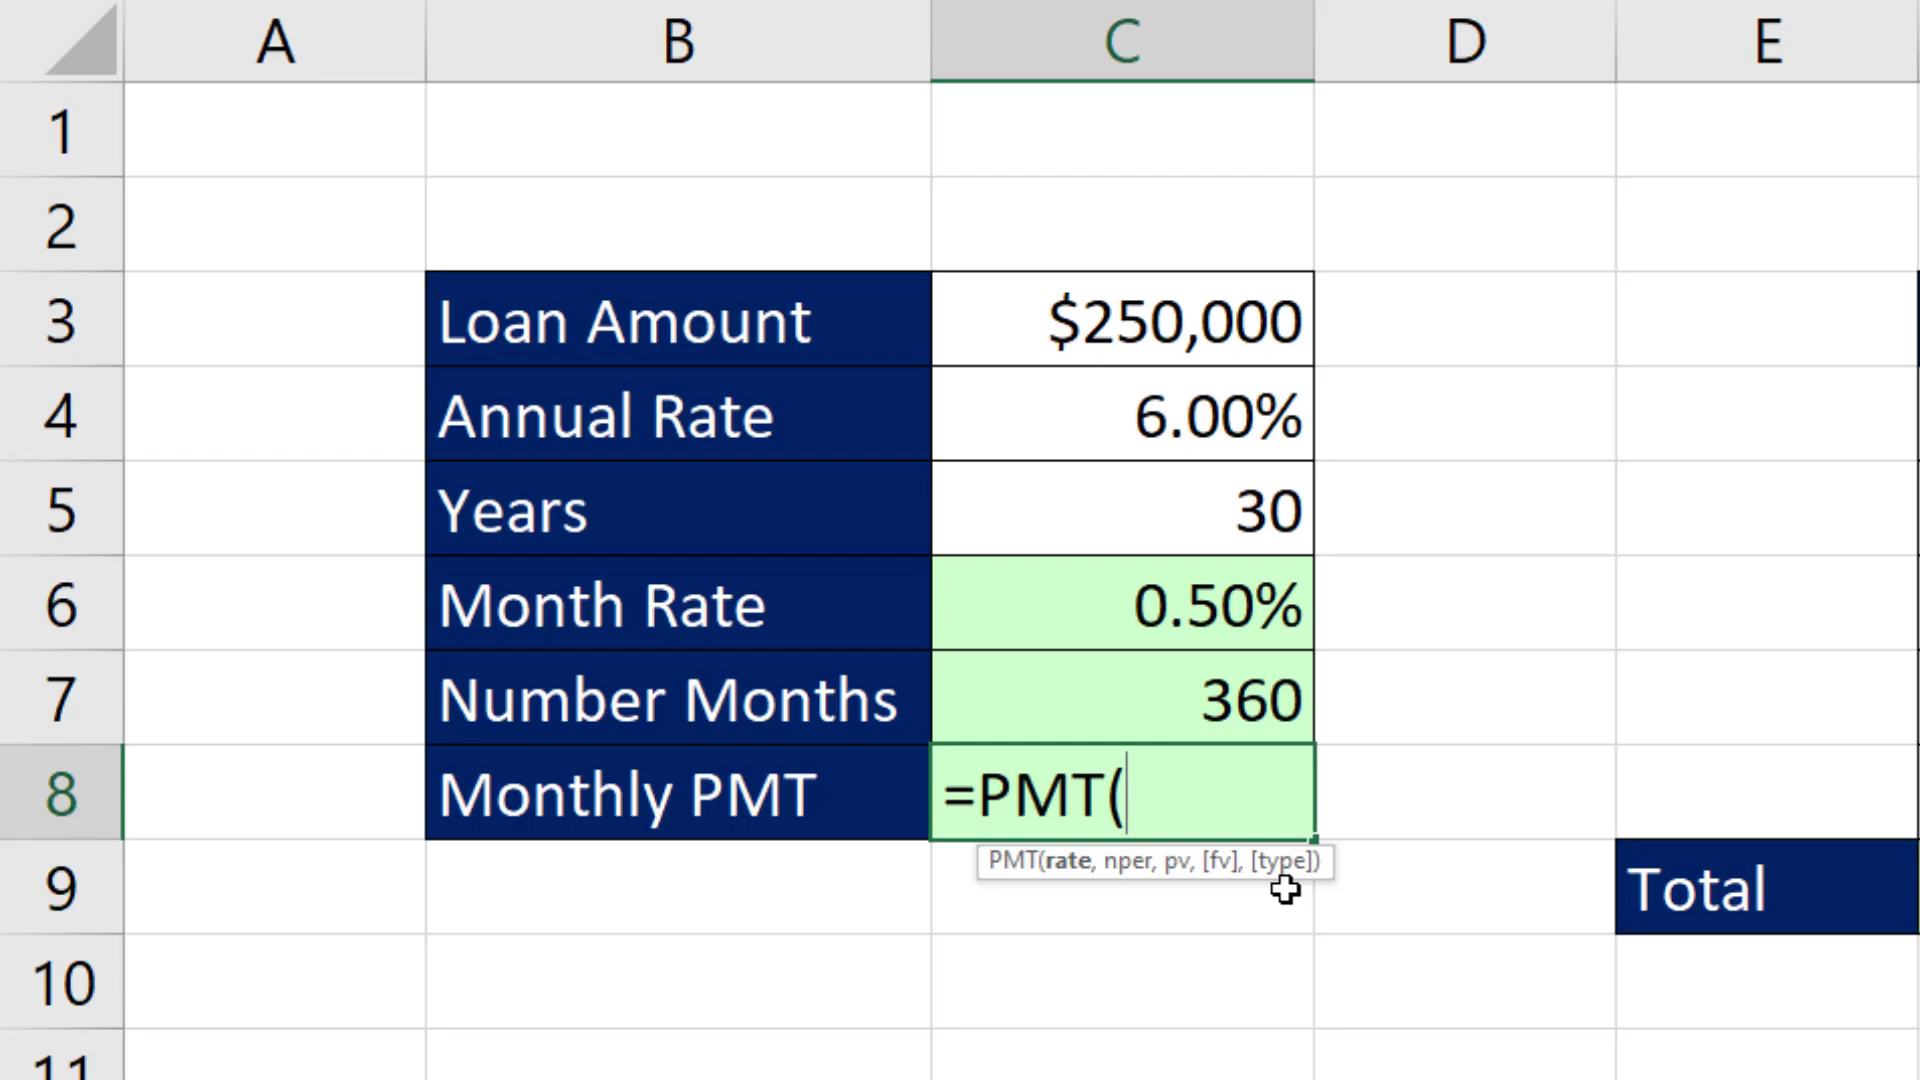 A B C D E
1
2
3 Loan Amount $250,000
4 Annual Rate 6.00%
5 Years 30
6 Month Rate 0.50%
7 Number Months 360
8 Monthly PMT =PMT(
PMT(rate, nper, pv, [fv], [type])
9 Total
10
11